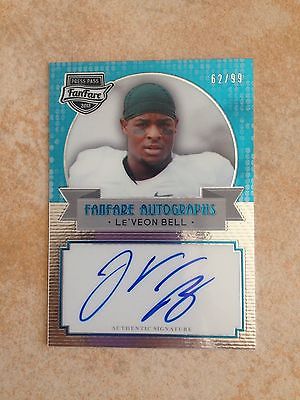 PRESS PASS
FanFare
62/99
FANFARE AUTOGRAPHS
• LE'VEON BELL •
AUTHENTIC SIGNATURE